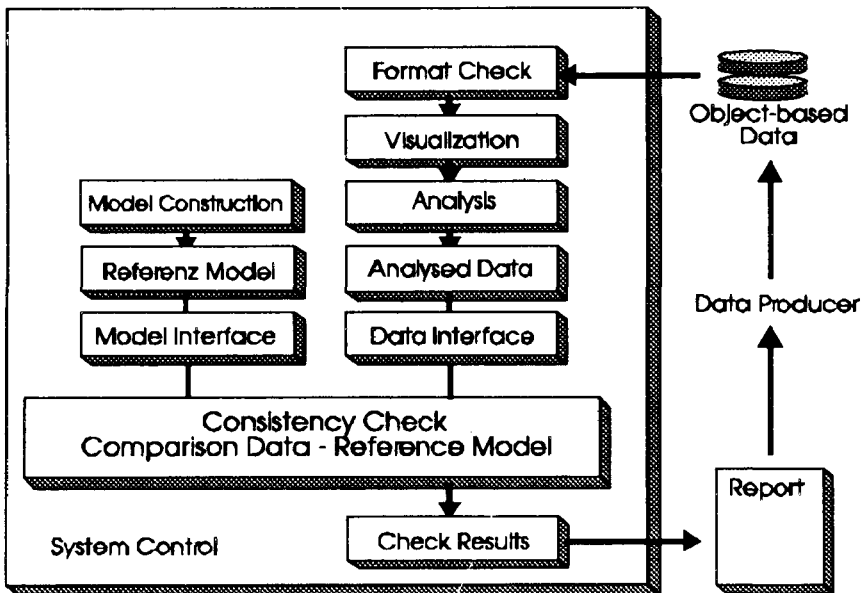 Format Check
Visualization
Analysis
Analysed Data
Data Interface
Model Construction
Referenz Model
Model Interface
Consistency Check
Comparison Data - Reference Model
Check Results
System Control
Object-based
Data
Data Producer
Report